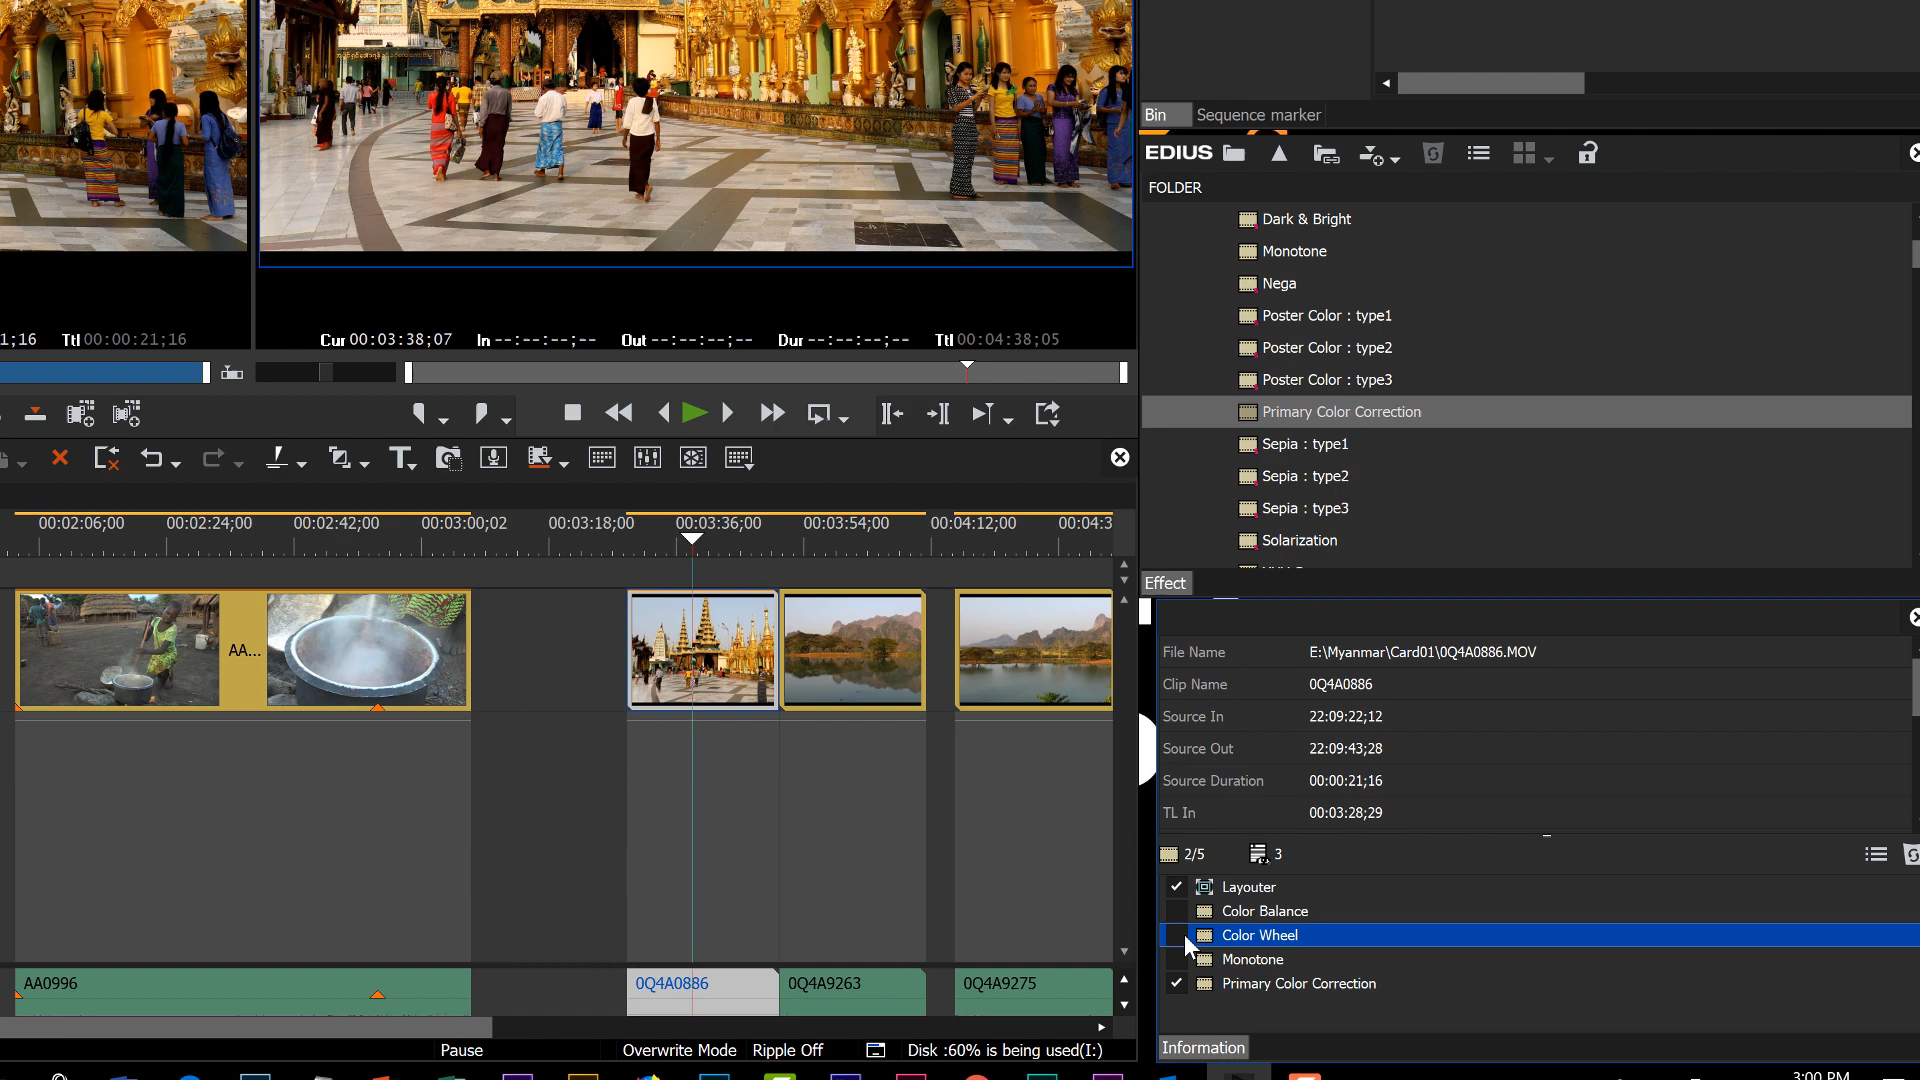 Bin Sequence marker
EDIUS
FOLDER
Dark & Bright
Monotone
Nega
Poster Color : type1
Poster Color : type2
Poster Color : type3
Primary Color Correction
Sepia : type1
Sepia : type2
Sepia : type3
Solarization
Effect
1;16 Ttl 00:00:21;16
Cur 00:03:38;07 In --:--:--;-- Out --:--:--;-- Dur --:--:--;-- Ttl 00:04:38;05
00:02:06;00 00:02:24;00 00:02:42;00 00:03:00;02 00:03:18;00 00:03:36;00 00:03:54;00 00:04:12;00 00:04:3
AA...
AA0996 0Q4A0886 0Q4A9263 0Q4A9275
Pause Overwrite Mode Ripple Off Disk :60% is being used(I:)
File Name E:\Myanmar\Card01\0Q4A0886.MOV
Clip Name 0Q4A0886
Source In 22:09:22;12
Source Out 22:09:43;28
Source Duration 00:00:21;16
TL In 00:03:28;29
2/5 3
Layouter
Color Balance
Color Wheel
Monotone
Primary Color Correction
Information
3:00 PM